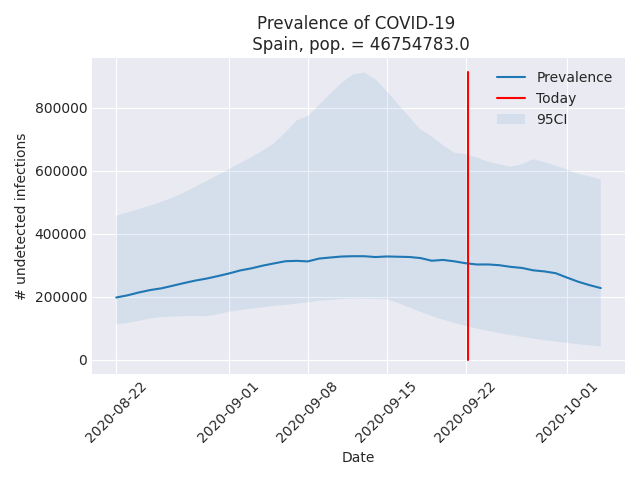 Prevalence of COVID-19
Spain, pop. = 46754783.0
Prevalence
Today
95CI
800000
600000
400000
200000
0
# undetected infections
2020-08-22
2020-09-01
2020-09-08
2020-09-15
2020-09-22
2020-10-01
Date